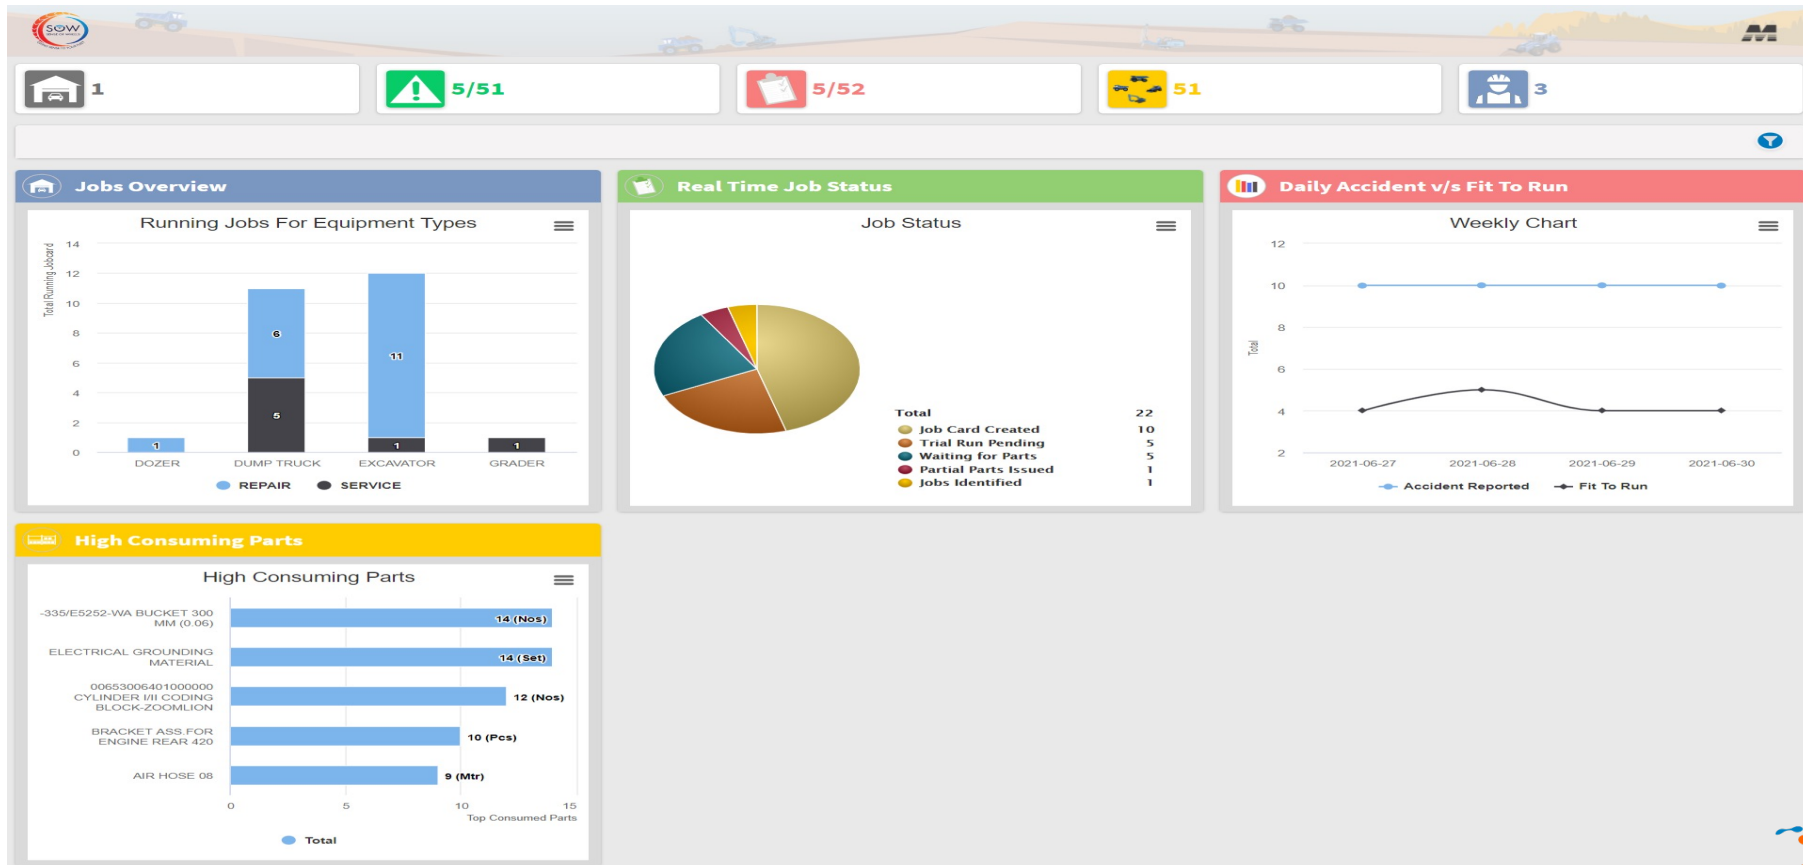 SOW
1
5/51
5/52
51
3
Jobs Overview
Running Jobs For Equipment Types
Total Running Jobcard
14
12
10
8
6
4
2
0
6
11
5
1
1
1
DOZER
DUMP TRUCK
EXCAVATOR
GRADER
REPAIR
SERVICE
Real Time Job Status
Job Status
Total 22
Job Card Created 10
Trial Run Pending 5
Waiting for Parts 5
Partial Parts Issued 1
Jobs Identified 1
Daily Accident v/s Fit To Run
Weekly Chart
Total
12
10
8
6
4
2
2021-06-27
2021-06-28
2021-06-29
2021-06-30
Accident Reported
Fit To Run
High Consuming Parts
High Consuming Parts
-335/E5252-WA BUCKET 300
MM (0.06)
14 (Nos)
ELECTRICAL GROUNDING
MATERIAL
14 (Set)
00653006401000000
CYLINDER I/II CODING
BLOCK-ZOOMLION
12 (Nos)
BRACKET ASS.FOR
ENGINE REAR 420
10 (Pcs)
AIR HOSE 08
9 (Mtr)
0
5
10
15
Top Consumed Parts
Total